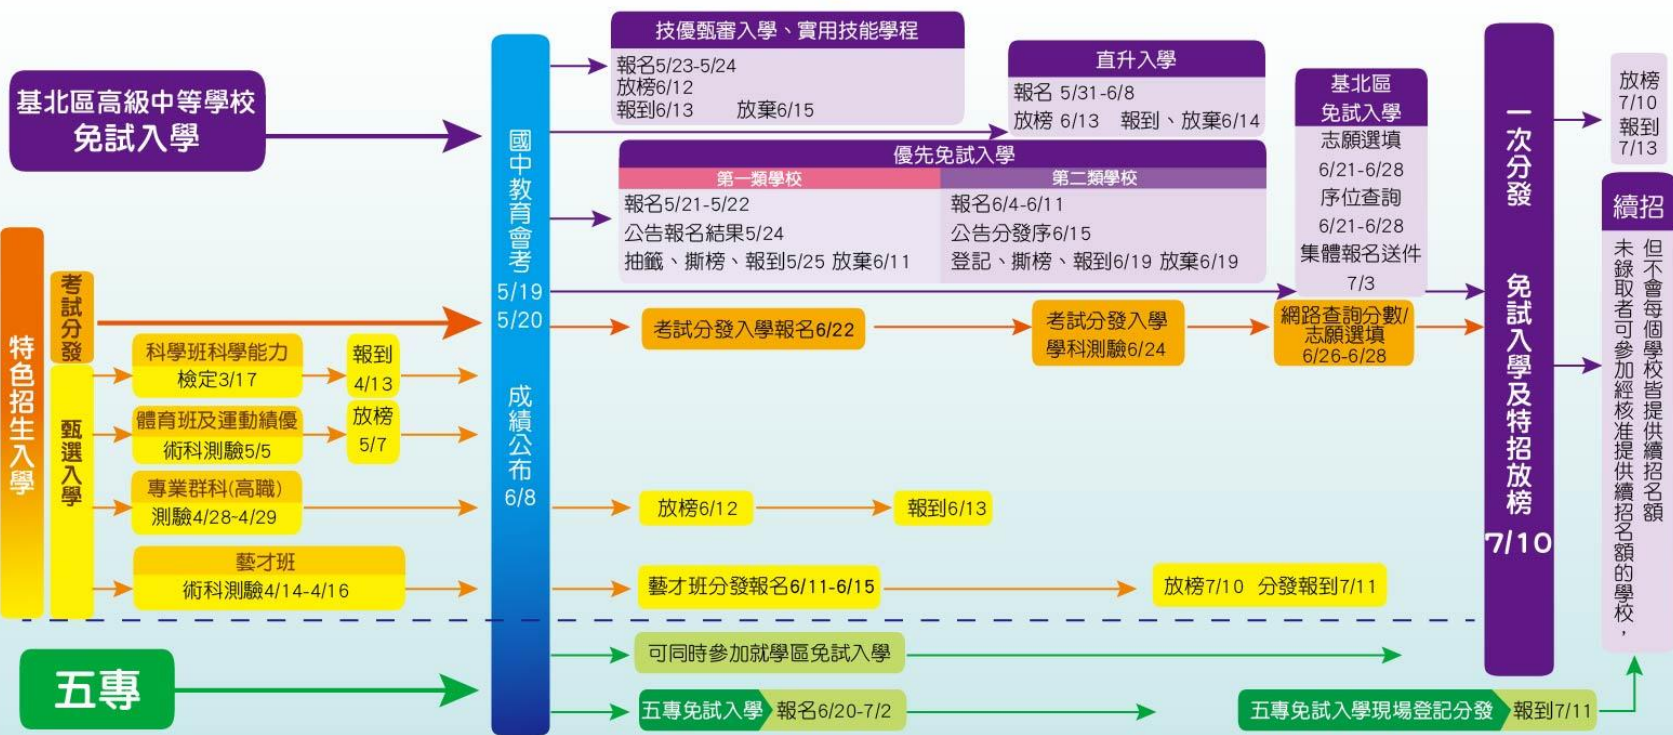 基北區高級中等學校
免試入學
特色招生入學
考試分發
甄選入學
科學班科學能力
檢定3/17
報到
4/13
體育班及運動績優
術科測驗5/5
放榜
5/7
專業群科(高職)
測驗4/28-4/29
藝才班
術科測驗4/14-4/16
五專
國中教育會考
5/19
5/20
成績公布
6/8
技優甄審入學、實用技能學程
報名5/23-5/24
放榜6/12
報到6/13 放棄6/15
直升入學
報名 5/31-6/8
放榜 6/13 報到、放棄6/14
優先免試入學
第一類學校
報名5/21-5/22
公告報名結果5/24
抽籤、撕榜、報到5/25 放棄6/11
第二類學校
報名6/4-6/11
公告分發序6/15
登記、撕榜、報到6/19 放棄6/19
基北區
免試入學
志願選填
6/21-6/28
序位查詢
6/21-6/28
集體報名送件
7/3
考試分發入學報名6/22
考試分發入學
學科測驗6/24
網路查詢分數/
志願選填
6/26-6/28
放榜6/12
報到6/13
藝才班分發報名6/11-6/15
放榜7/10 分發報到7/11
可同時參加就學區免試入學
五專免試入學 報名6/20-7/2
五專免試入學現場登記分發 報到7/11
一次分發 免試入學及特招放榜
7/10
放榜
7/10
報到
7/13
續招
未錄取者可參加經核准提供續招名額的學校，
但不會每個學校皆提供續招名額